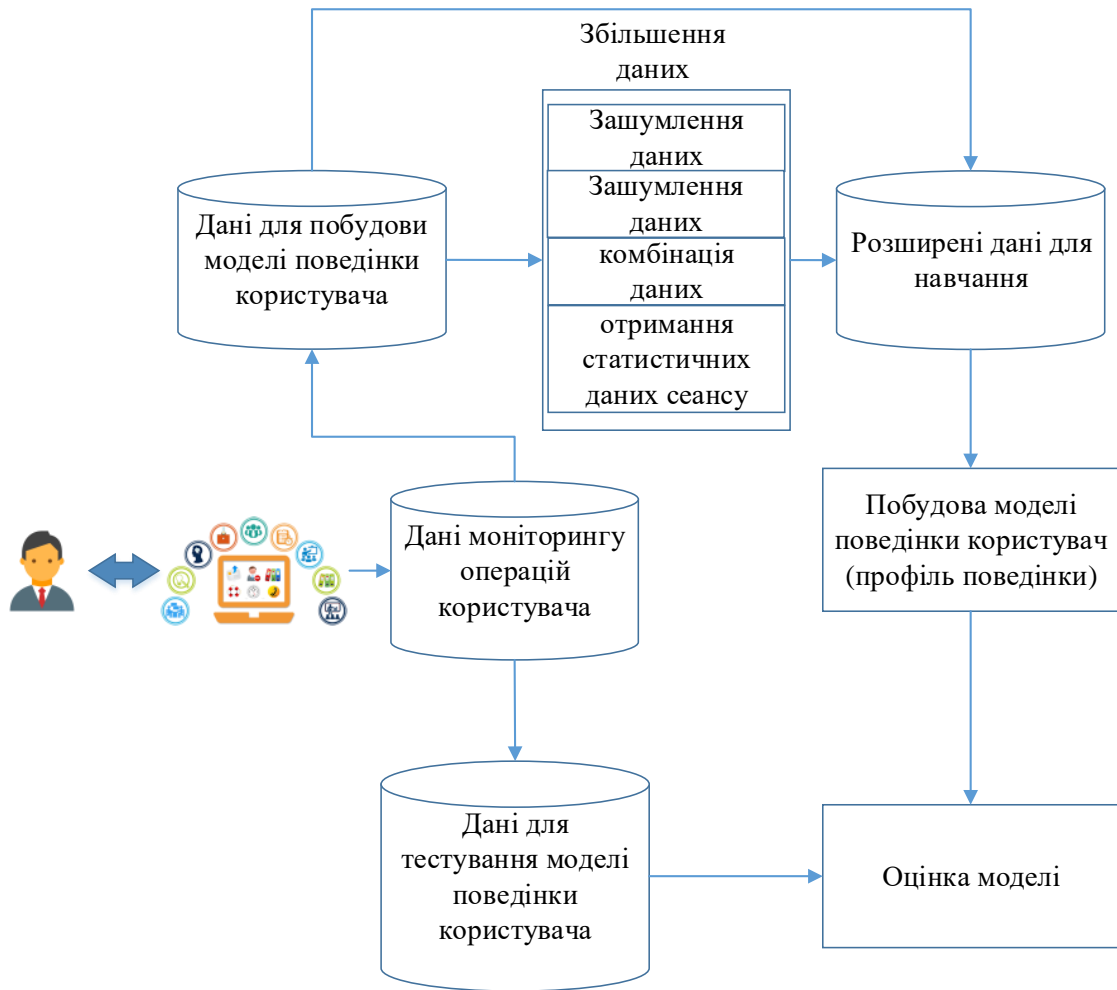 Збільшення
даних
Зашумлення
даних
Зашумлення
даних
комбінація
даних
отримання
статистичних
даних сеансу
Дані для побудови
моделі поведінки
користувача
Розширені дані для
навчання
Дані моніторингу
операцій
користувача
Побудова моделі
поведінки користувач
(профіль поведінки)
Дані для
тестування моделі
поведінки
користувача
Оцінка моделі